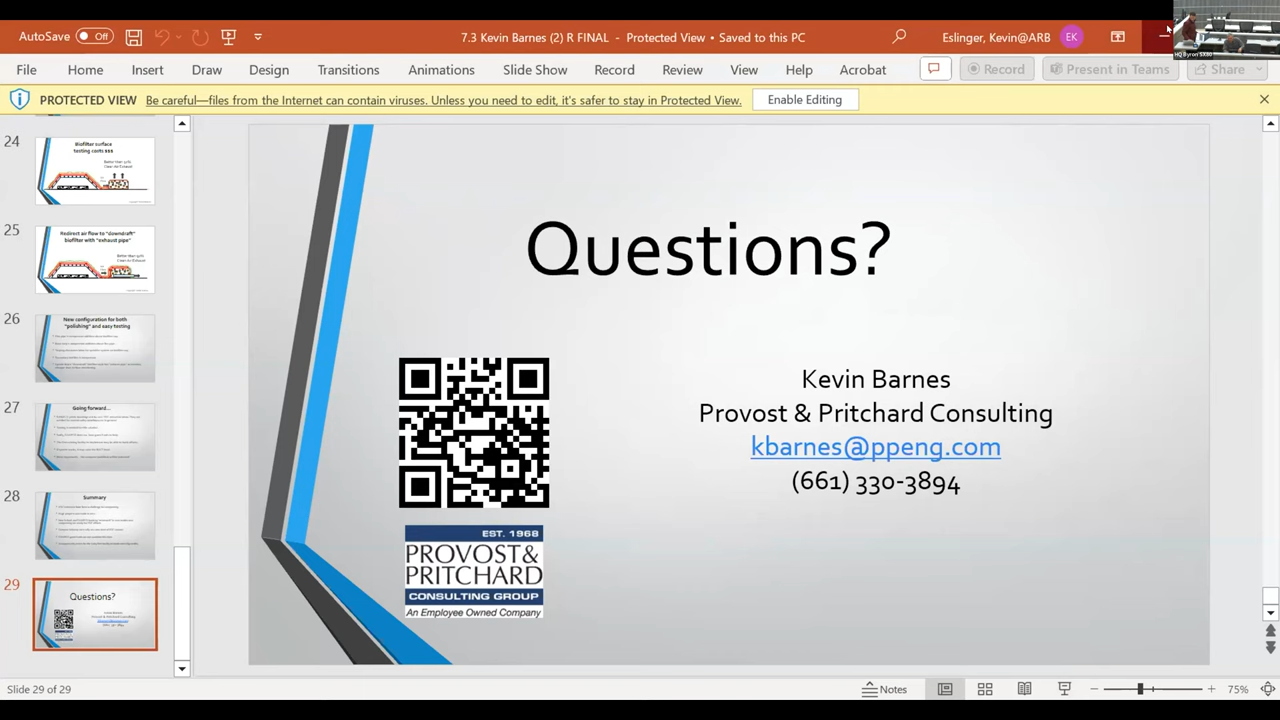 AutoSave
Off
7.3 Kevin Barnes (2) R FINAL - Protected View • Saved to this PC
Eslinger, Kevin@ARB
EK
File
Home
Insert
Draw
Design
Transitions
Animations
Slide Show
Record
Review
View
Help
Acrobat
Record
Present in Teams
Share
PROTECTED VIEW
Be careful—files from the Internet can contain viruses. Unless you need to edit, it's safer to stay in Protected View.
Enable Editing
24
Biofilter surface
testing costs $$$
25
Redirect air flow to "downdraft"
biofilter with "exhaust pipe"
26
New configuration for both
"polishing" and easy testing
27
Going forward...
28
Summary
29
Questions?
Questions?
Kevin Barnes
Provost & Pritchard Consulting
kbarnes@ppeng.com
(661) 330-3894
EST. 1968
PROVOST&
PRITCHARD
CONSULTING GROUP
An Employee Owned Company
Slide 29 of 29
Notes
75%